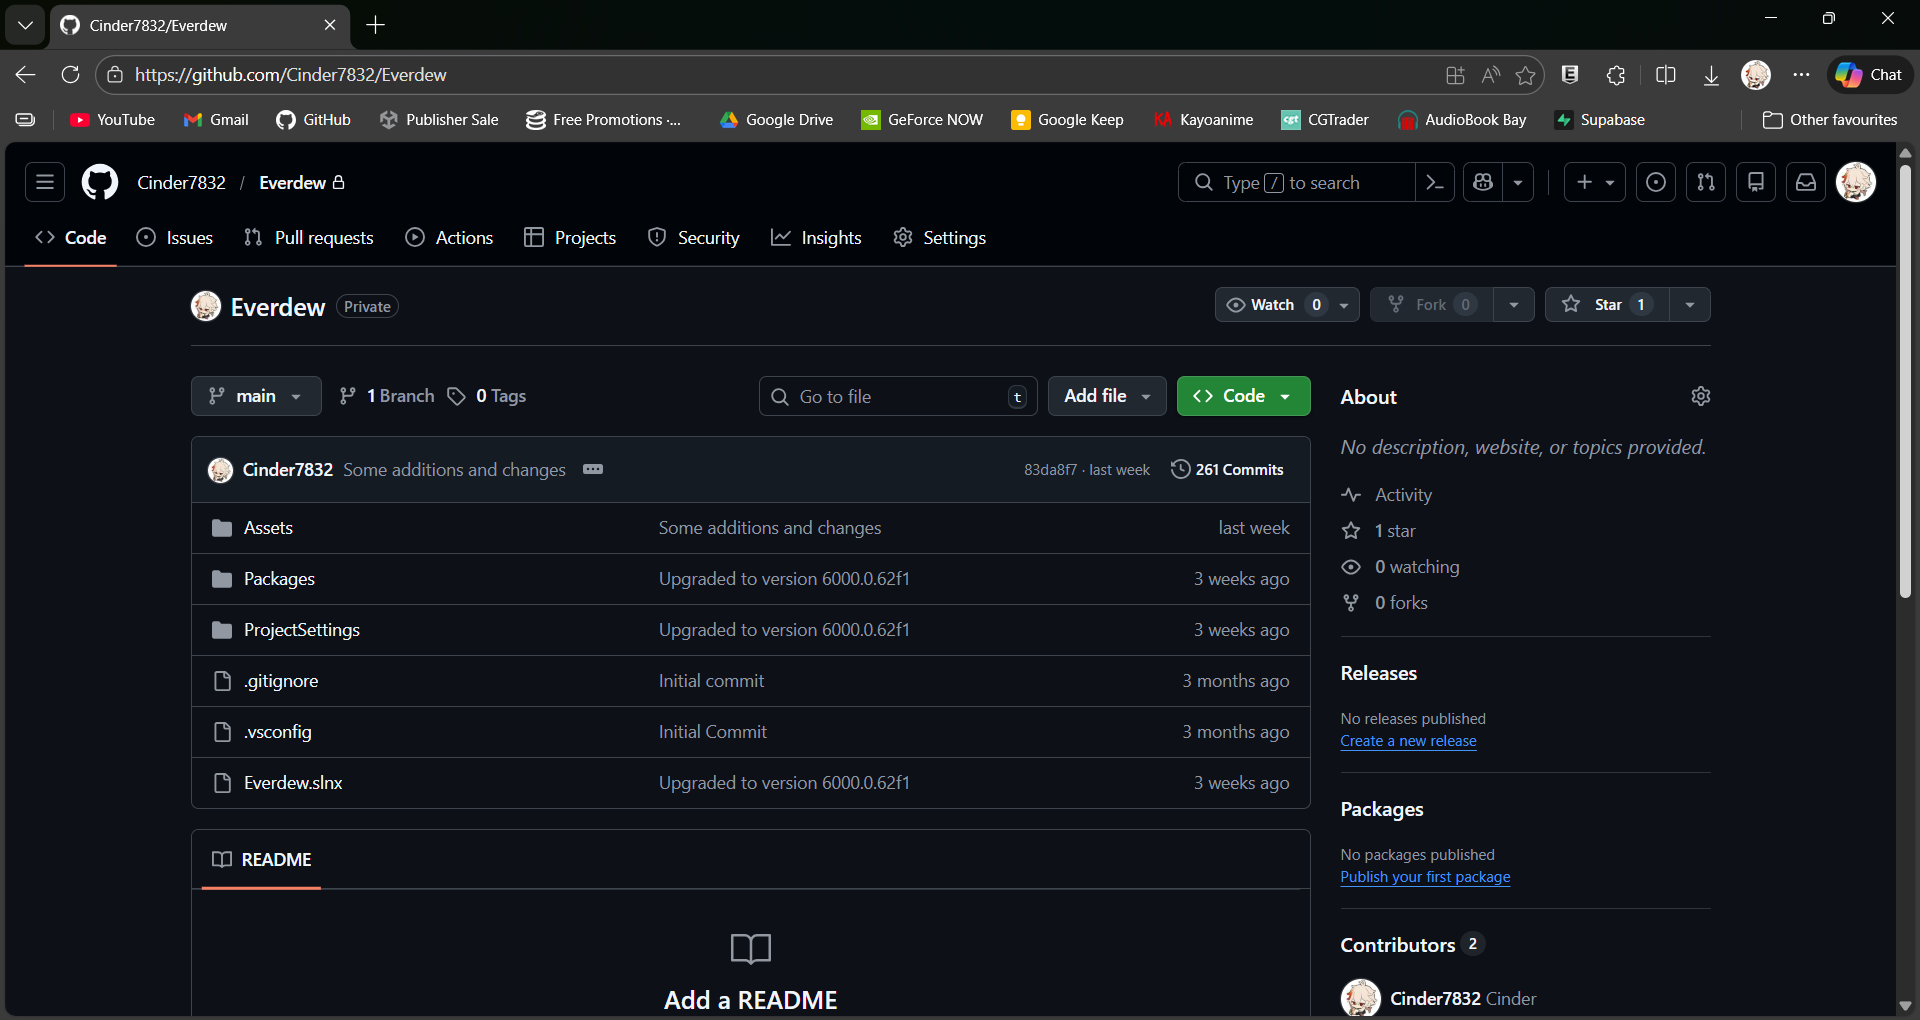 Cinder7832/Everdew
https://github.com/Cinder7832/Everdew
Chat
YouTube Gmail GitHub Publisher Sale Free Promotions -... Google Drive GeForce NOW Google Keep KA Kayoanime cgt CGTrader AudioBook Bay Supabase Other favourites
Cinder7832 / Everdew Type / to search
Code Issues Pull requests Actions Projects Security Insights Settings
Everdew Private Watch 0 Fork 0 Star 1
main 1 Branch 0 Tags Go to file t Add file Code
Cinder7832 Some additions and changes 83da8f7 · last week 261 Commits
Assets Some additions and changes last week
Packages Upgraded to version 6000.0.62f1 3 weeks ago
ProjectSettings Upgraded to version 6000.0.62f1 3 weeks ago
.gitignore Initial commit 3 months ago
.vsconfig Initial Commit 3 months ago
Everdew.slnx Upgraded to version 6000.0.62f1 3 weeks ago
README
Add a README
About
No description, website, or topics provided.
Activity
1 star
0 watching
0 forks
Releases
No releases published
Create a new release
Packages
No packages published
Publish your first package
Contributors 2
Cinder7832 Cinder